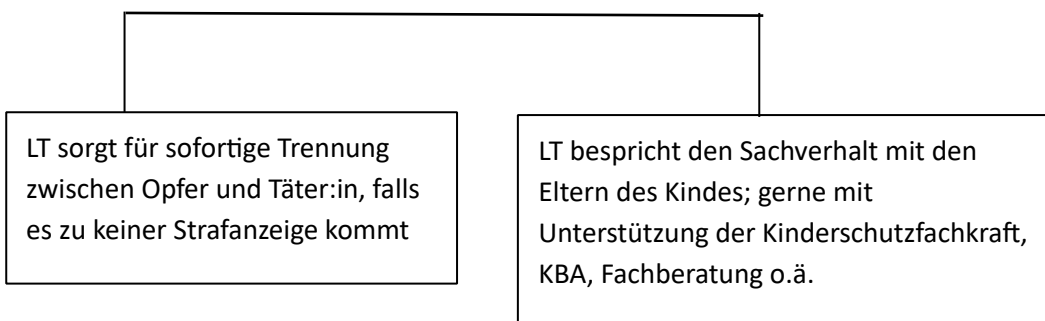 LT sorgt für sofortige Trennung
zwischen Opfer und Täter:in, falls
es zu keiner Strafanzeige kommt
LT bespricht den Sachverhalt mit den
Eltern des Kindes; gerne mit
Unterstützung der Kinderschutzfachkraft,
KBA, Fachberatung o.ä.